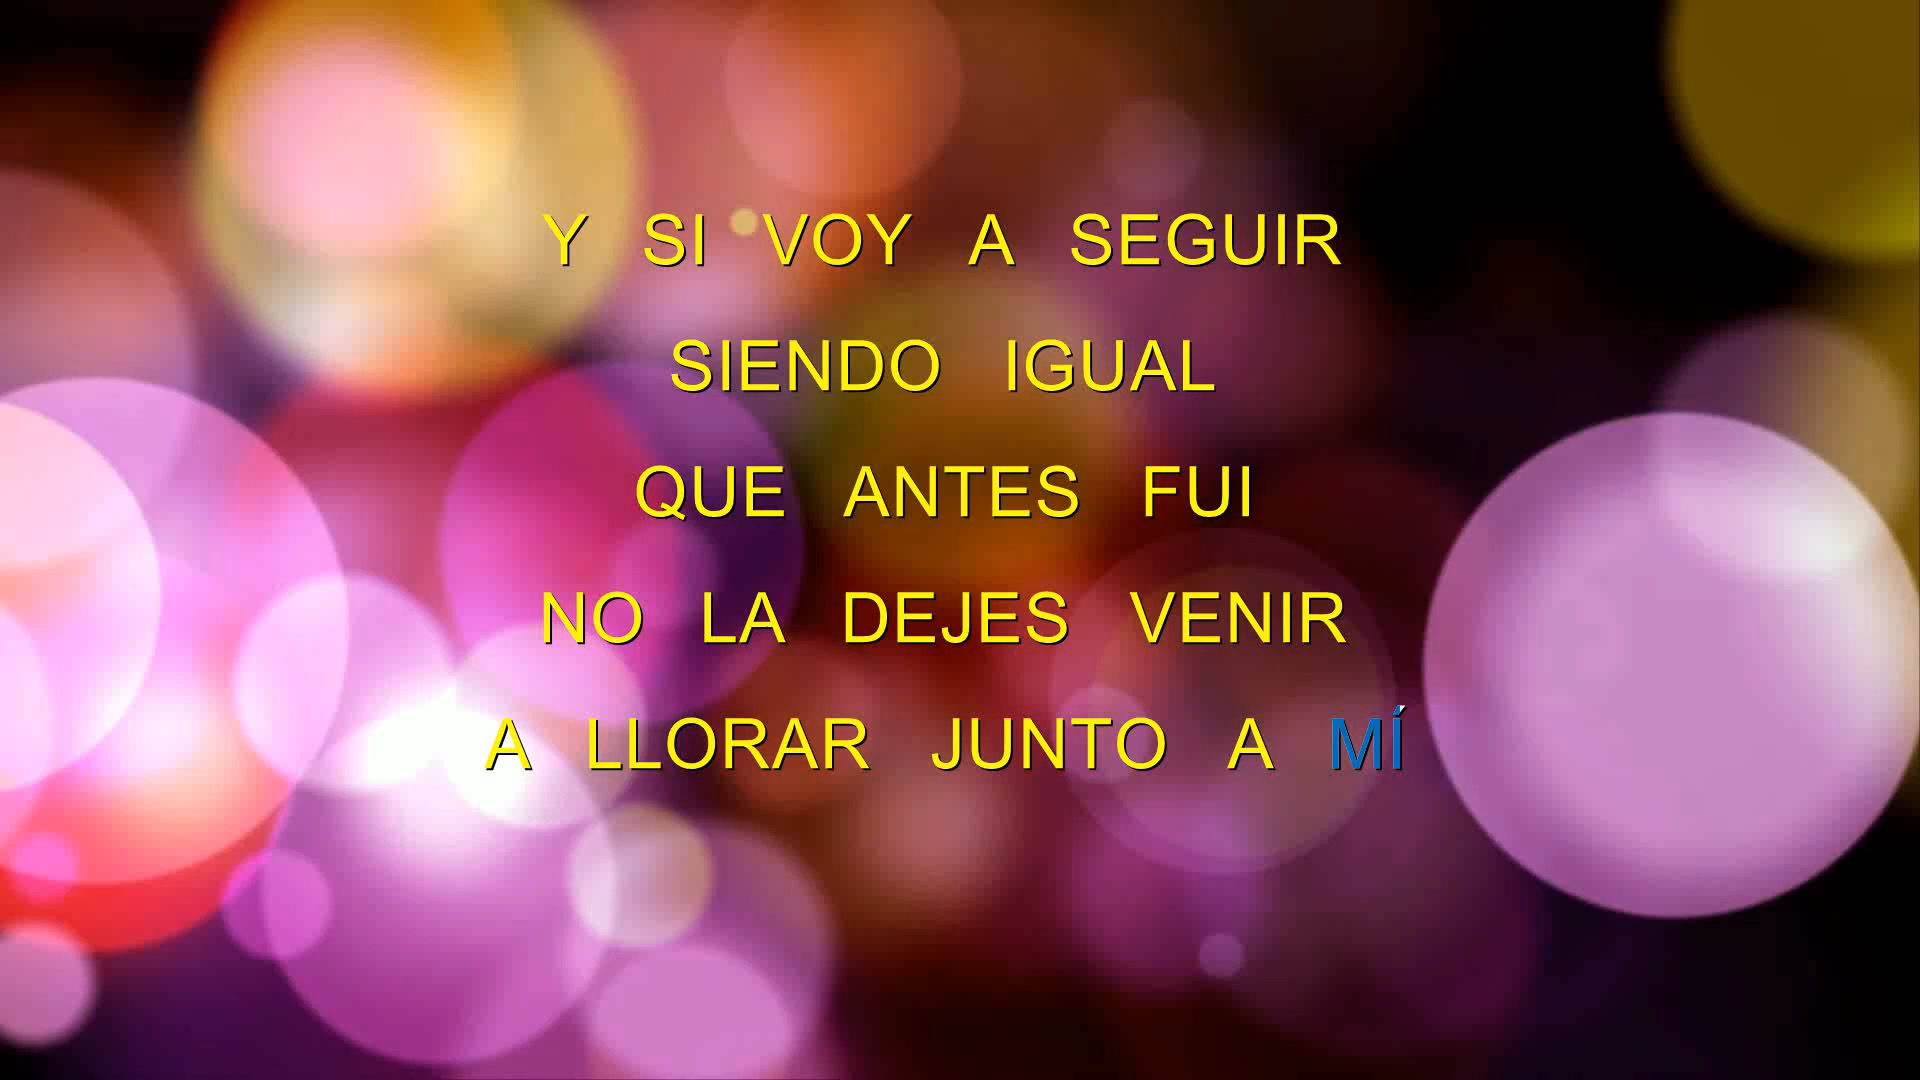 Y SI VOY A SEGUIR
SIENDO IGUAL
QUE ANTES FUI
NO LA DEJES VENIR
A LLORAR JUNTO A MÍ